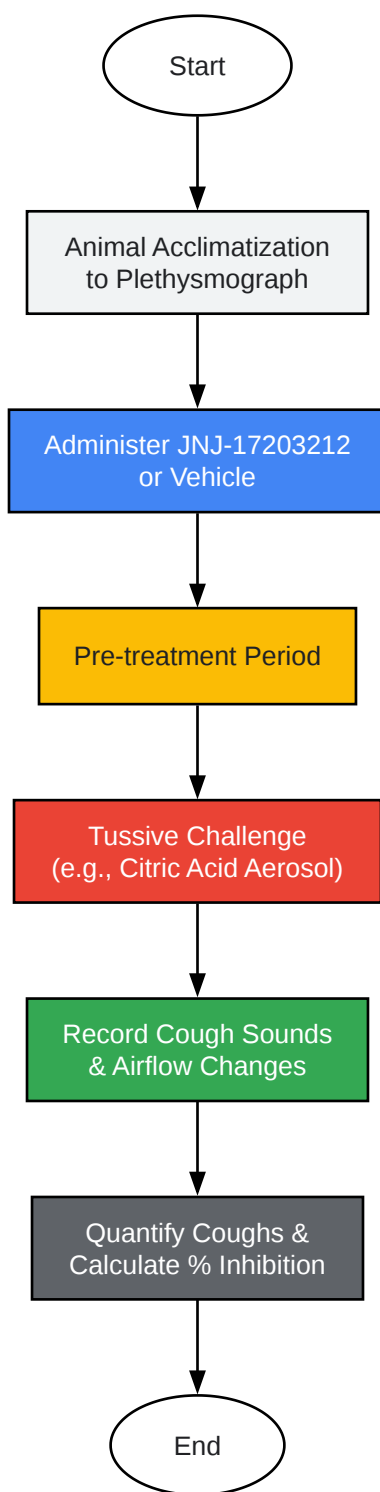 Start
Animal Acclimatization
to Plethysmograph
Administer JNJ-17203212
or Vehicle
Pre-treatment Period
Tussive Challenge
(e.g., Citric Acid Aerosol)
Record Cough Sounds
& Airflow Changes
Quantify Coughs &
Calculate % Inhibition
End